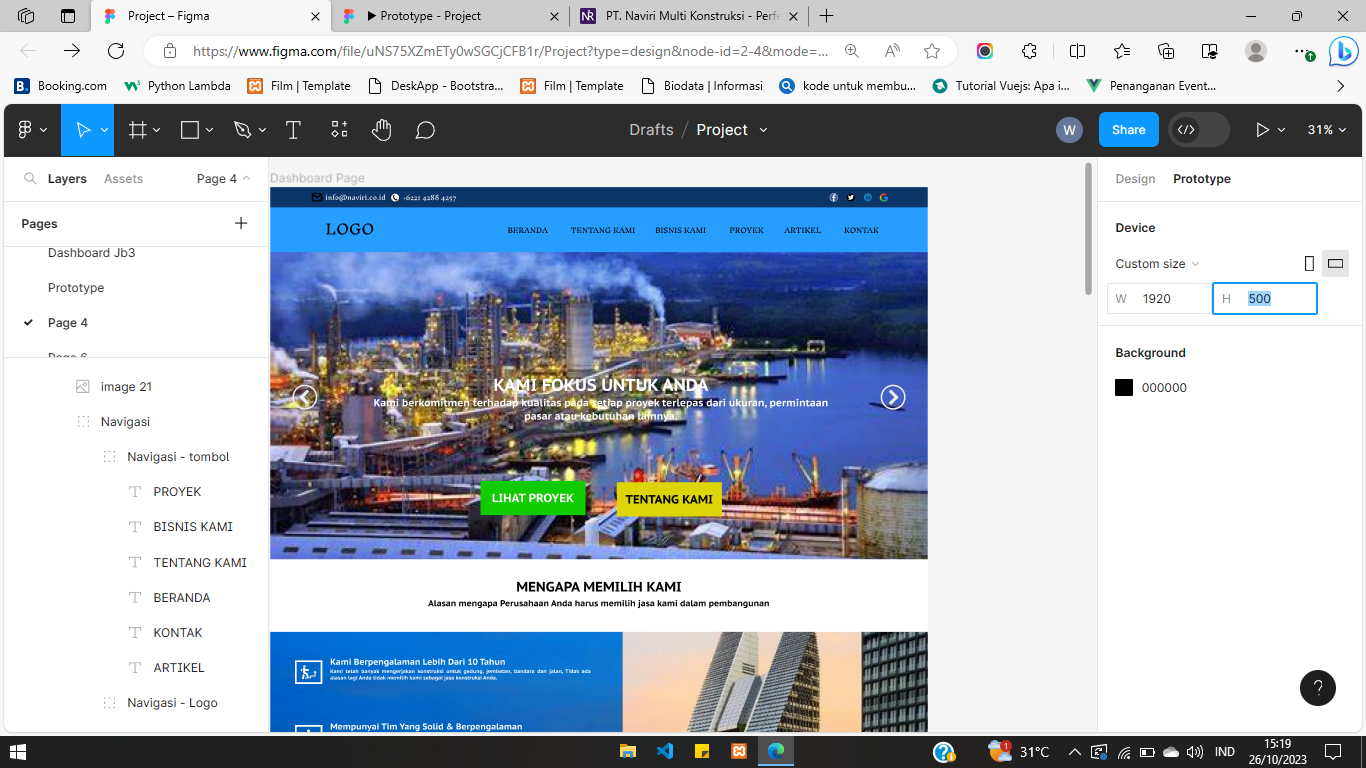 Project – Figma
▶ Prototype - Project
PT. Naviri Multi Konstruksi - Perfe
https://www.figma.com/file/uNS75XZmETy0wSGCjCFB1r/Project?type=design&node-id=2-4&mode=...
Booking.com
Python Lambda
Film | Template
DeskApp - Bootstra...
Film | Template
Biodata | Informasi
kode untuk membu...
Tutorial Vuejs: Apa i...
Penanganan Event...
Drafts / Project
W
Share
31%
Layers
Assets
Page 4
Pages
Dashboard Jb3
Prototype
Page 4
Page 6
image 21
Navigasi
Navigasi - tombol
PROYEK
BISNIS KAMI
TENTANG KAMI
BERANDA
KONTAK
ARTIKEL
Navigasi - Logo
Dashboard Page
info@naviri.co.id
+6221 4288 4257
LOGO
BERANDA
TENTANG KAMI
BISNIS KAMI
PROYEK
ARTIKEL
KONTAK
KAMI FOKUS UNTUK ANDA
Kami berkomitmen terhadap kualitas pada setiap proyek terlepas dari ukuran, permintaan
pasar atau kebutuhan lainnya.
LIHAT PROYEK
TENTANG KAMI
MENGAPA MEMILIH KAMI
Alasan mengapa Perusahaan Anda harus memilih jasa kami dalam pembangunan
Kami Berpengalaman Lebih Dari 10 Tahun
Kami telah banyak mengerjakan konstruksi untuk gedung, jembatan, bandara dan jalan, Tidak ada
alasan lagi Anda tidak memilih kami sebagai jasa konstruksi Anda.
Mempunyai Tim Yang Solid & Berpengalaman
Design
Prototype
Device
Custom size
W 1920
H 500
Background
000000
?
1
31°C
IND
15:19
26/10/2023